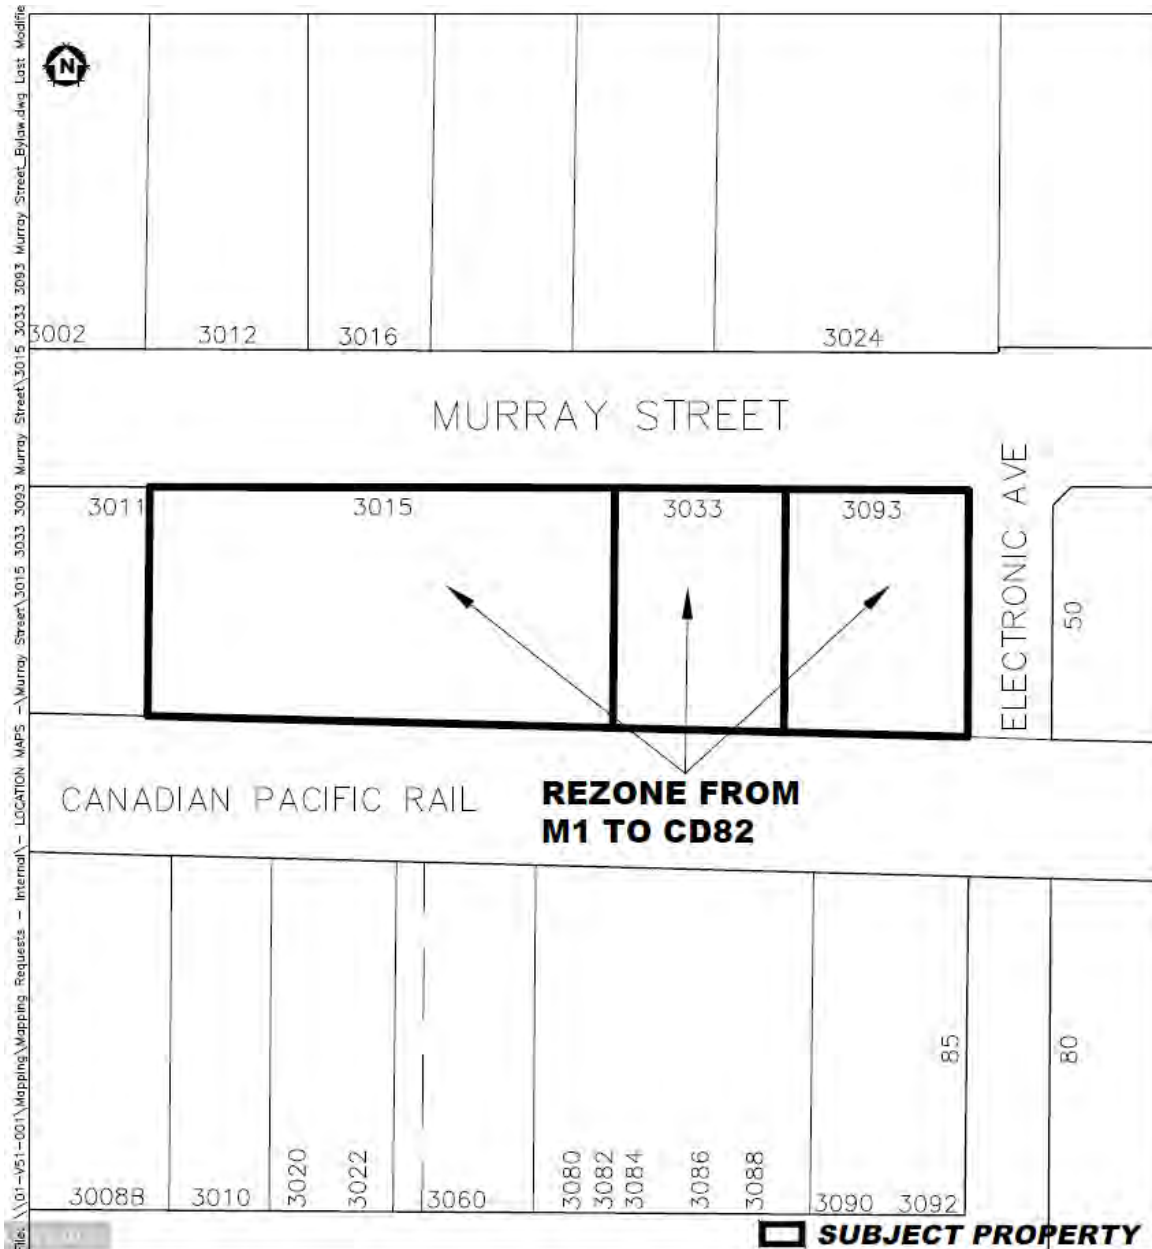 File: \\01-V51-001\Mapping\Mapping Requests - Internal\- LOCATION MAPS -\Murray Street\3015 3033 3093 Murray Street\3015 3033 3093 Murray Street_Bylaw.dwg Last Modifie
N
3002 3012 3016 3024
MURRAY STREET
3011 3015 3033 3093
ELECTRONIC AVE
50
CANADIAN PACIFIC RAIL
REZONE FROM
M1 TO CD82
85 80
3020 3022 3080 3082 3084 3086 3088
3008B 3010 3060 3090 3092
SUBJECT PROPERTY